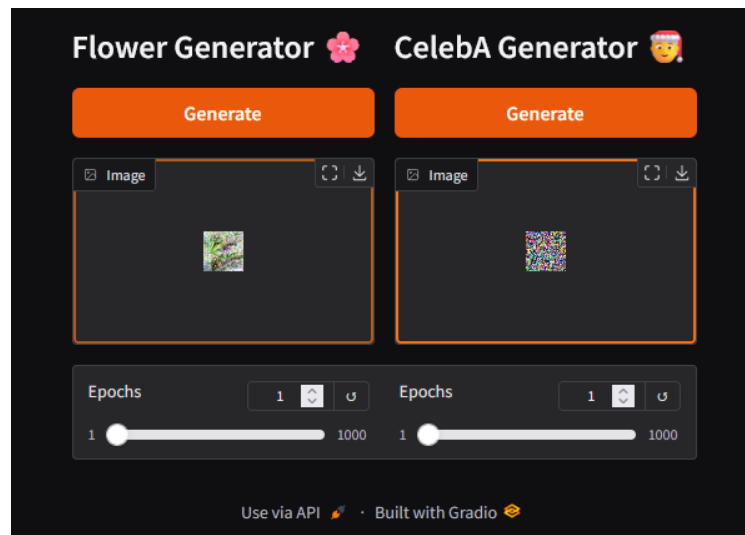 Flower Generator 🌸 CelebA Generator 🎅
Generate Generate
Image Image
Epochs 1 ↺ Epochs 1 ↺
1 1000 1 1000
Use via API 🚀 · Built with Gradio